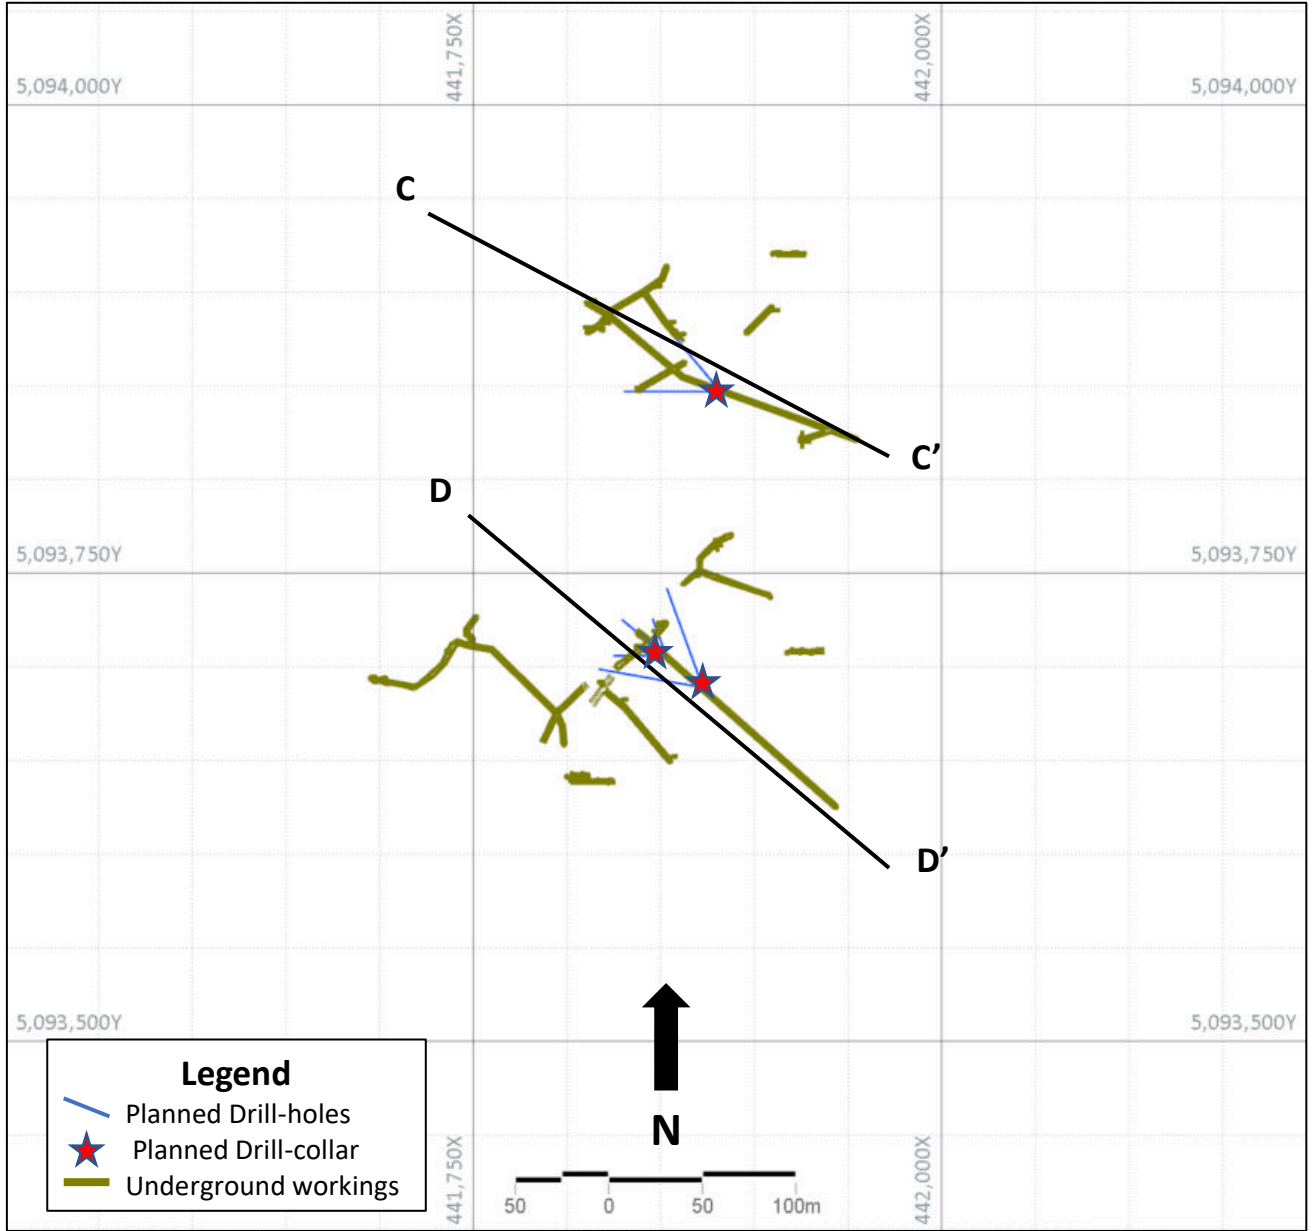 441,750X
442,000X
5,094,000Y
5,094,000Y
C
C’
D
5,093,750Y
5,093,750Y
D’
5,093,500Y
5,093,500Y
N
441,750X
442,000X
Legend
Planned Drill-holes
Planned Drill-collar
Underground workings
50 0 50 100m